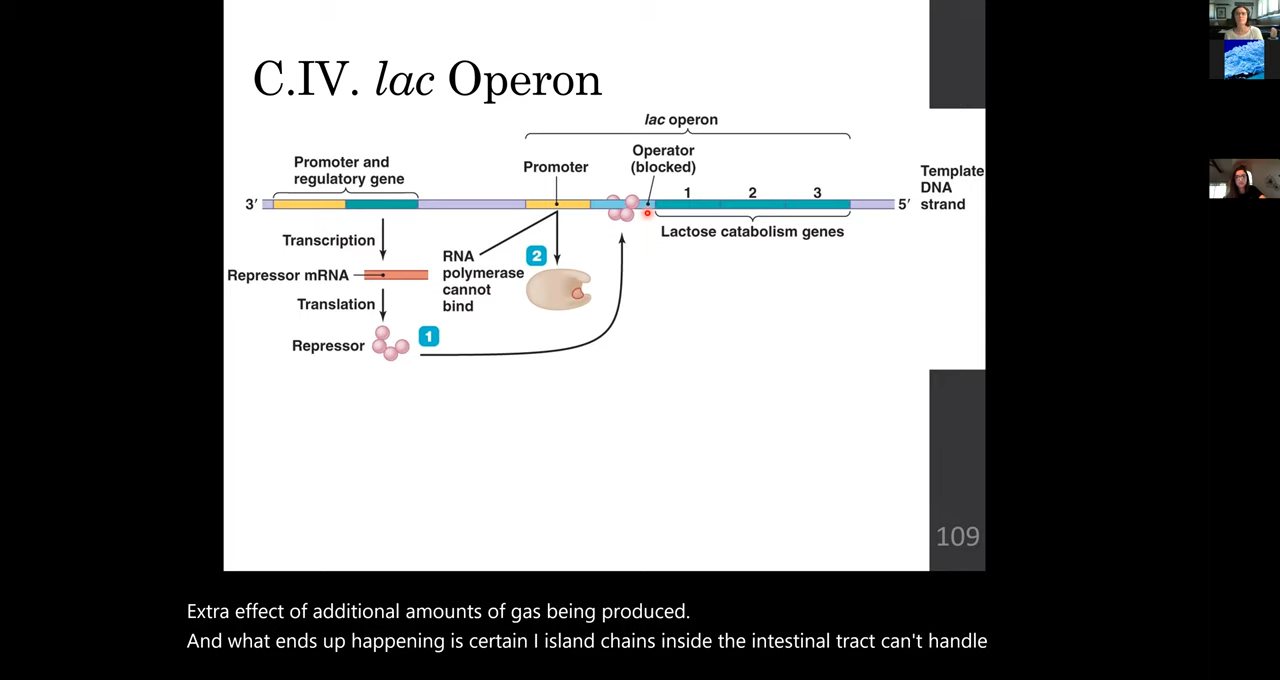 C.IV. lac Operon
lac operon
Operator
(blocked)
Promoter
Promoter and
regulatory gene
Template
DNA
strand
3′
1
2
3
5′
Lactose catabolism genes
Transcription
RNA
polymerase
cannot
bind
2
Repressor mRNA
Translation
Repressor
1
109
Extra effect of additional amounts of gas being produced.
And what ends up happening is certain I island chains inside the intestinal tract can't handle